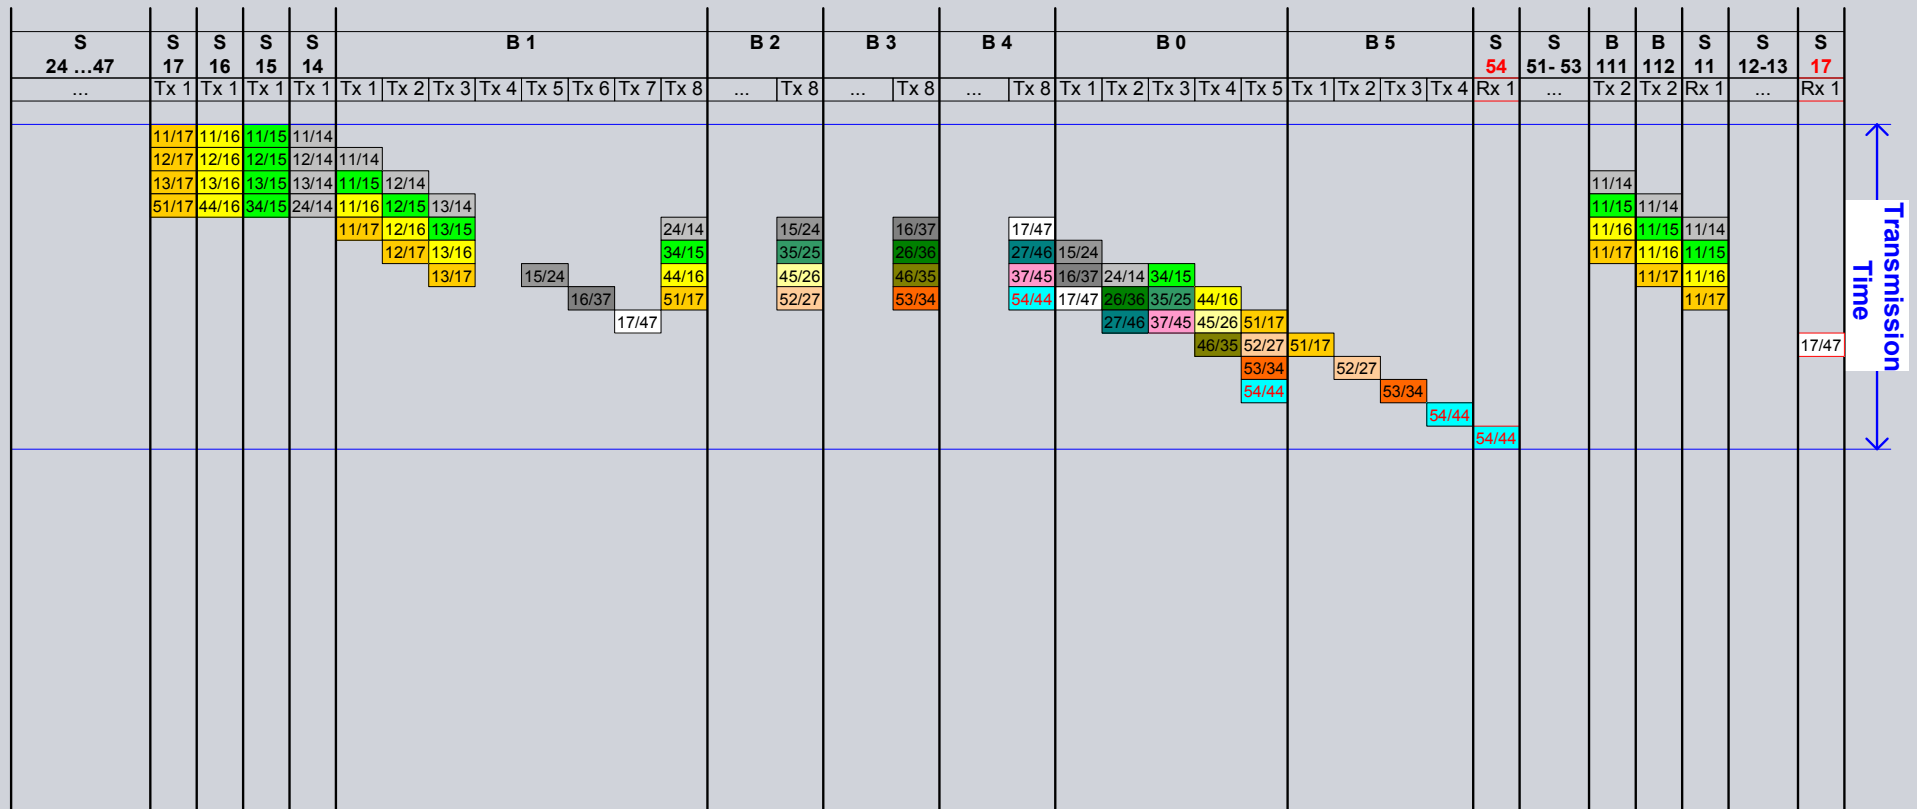 S S S S S B 1 B 2 B 3 B 4 B 0 B 5 S S B B S S S
24 ...47 17 16 15 14 54 51- 53 111 112 11 12-13 17
... Tx 1 Tx 1 Tx 1 Tx 1 Tx 1 Tx 2 Tx 3 Tx 4 Tx 5 Tx 6 Tx 7 Tx 8 ... Tx 8 ... Tx 8 ... Tx 8 Tx 1 Tx 2 Tx 3 Tx 4 Tx 5 Tx 1 Tx 2 Tx 3 Tx 4 Rx 1 ... Tx 2 Tx 2 Rx 1 ... Rx 1
11/17 11/16 11/15 11/14
12/17 12/16 12/15 12/14 11/14
13/17 13/16 13/15 13/14 11/15 12/14 11/14
51/17 44/16 34/15 24/14 11/16 12/15 13/14 11/15 11/14
11/17 12/16 13/15 24/14 15/24 16/37 17/47 11/16 11/15 11/14
12/17 13/16 34/15 35/25 26/36 27/46 15/24 11/17 11/16 11/15
13/17 15/24 44/16 45/26 46/35 37/45 16/37 24/14 34/15 11/17 11/16
16/37 51/17 52/27 53/34 54/44 17/47 26/36 35/25 44/16 11/17
17/47 27/46 37/45 45/26 51/17
46/35 52/27 51/17 17/47
53/34 52/27
54/44 53/34
54/44
54/44
Transmission
Time